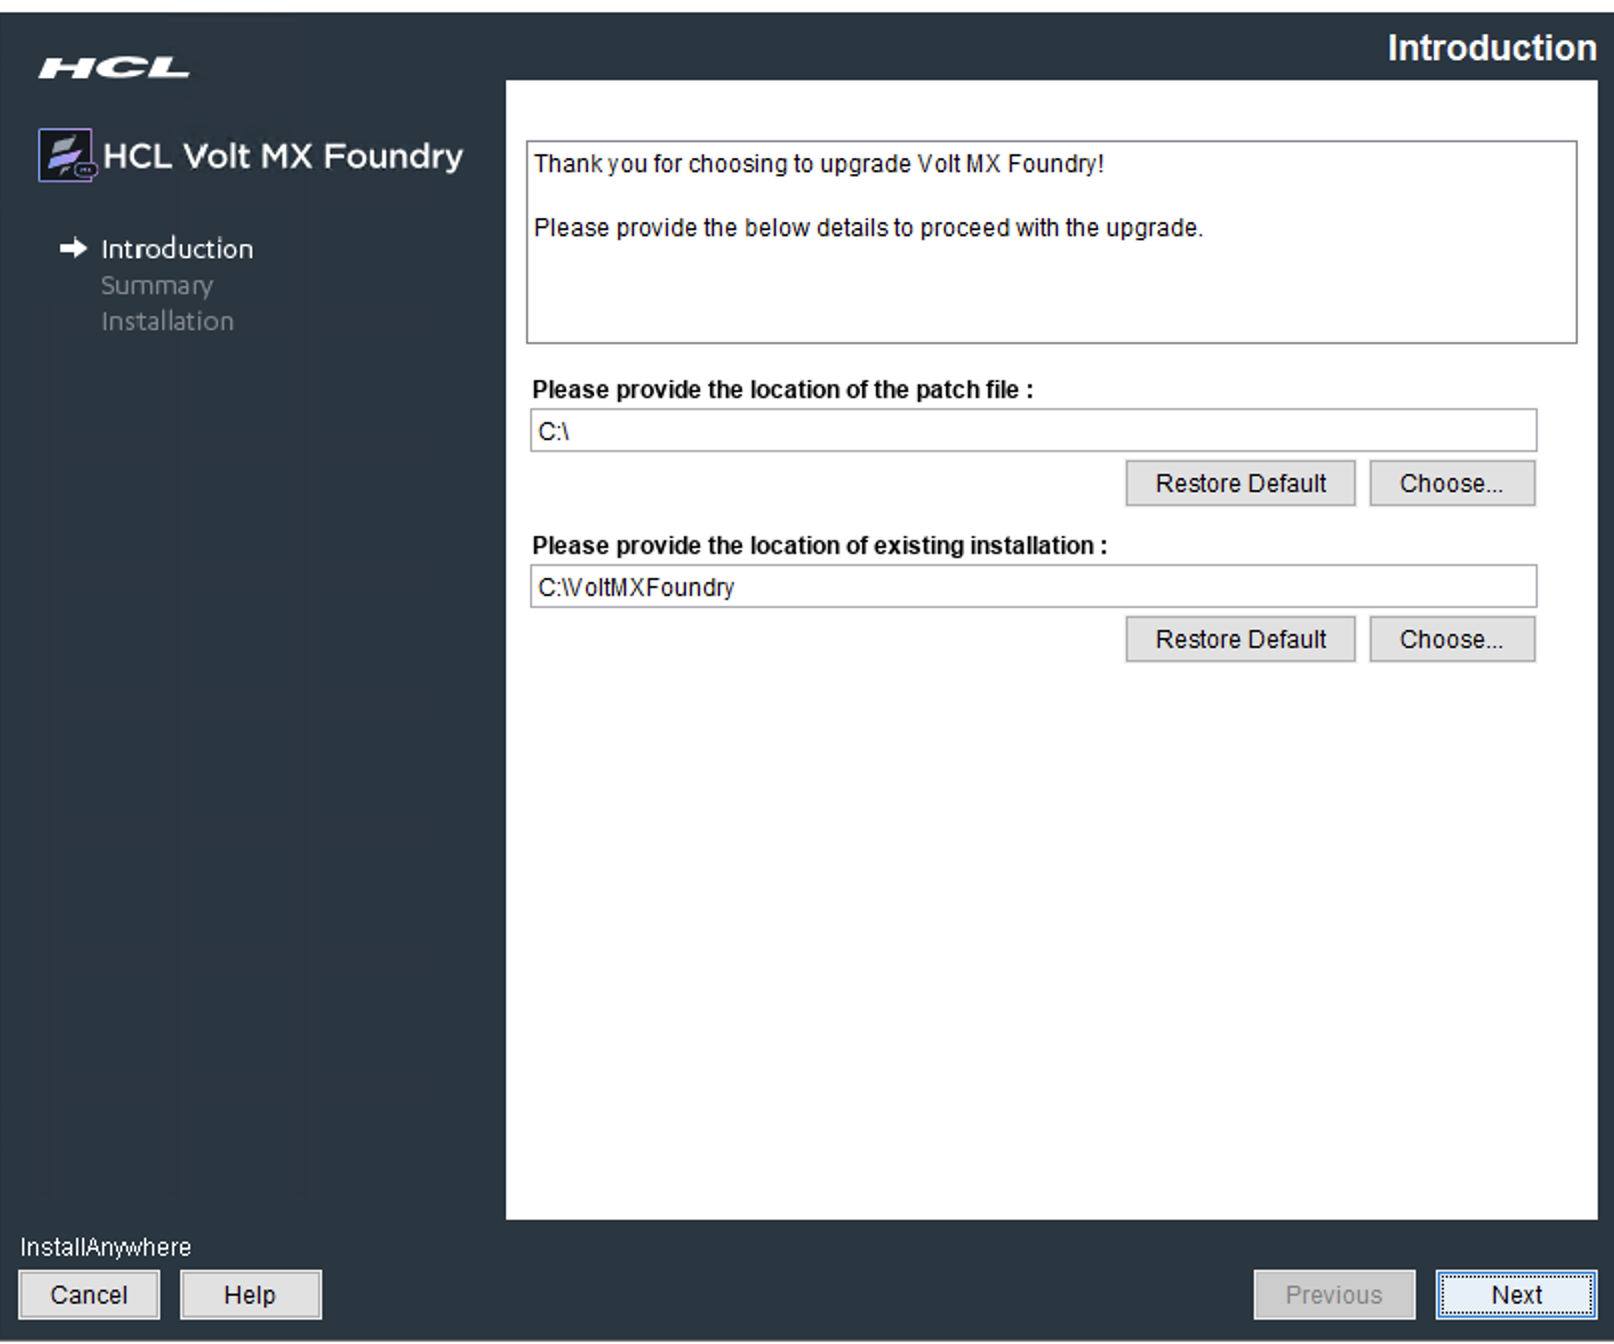 HCL
Introduction
HCL Volt MX Foundry
Introduction
Summary
Installation
Thank you for choosing to upgrade Volt MX Foundry!
Please provide the below details to proceed with the upgrade.
Please provide the location of the patch file :
C:\
Restore Default
Choose...
Please provide the location of existing installation :
C:\VoltMXFoundry
Restore Default
Choose...
InstallAnywhere
Cancel
Help
Previous
Next